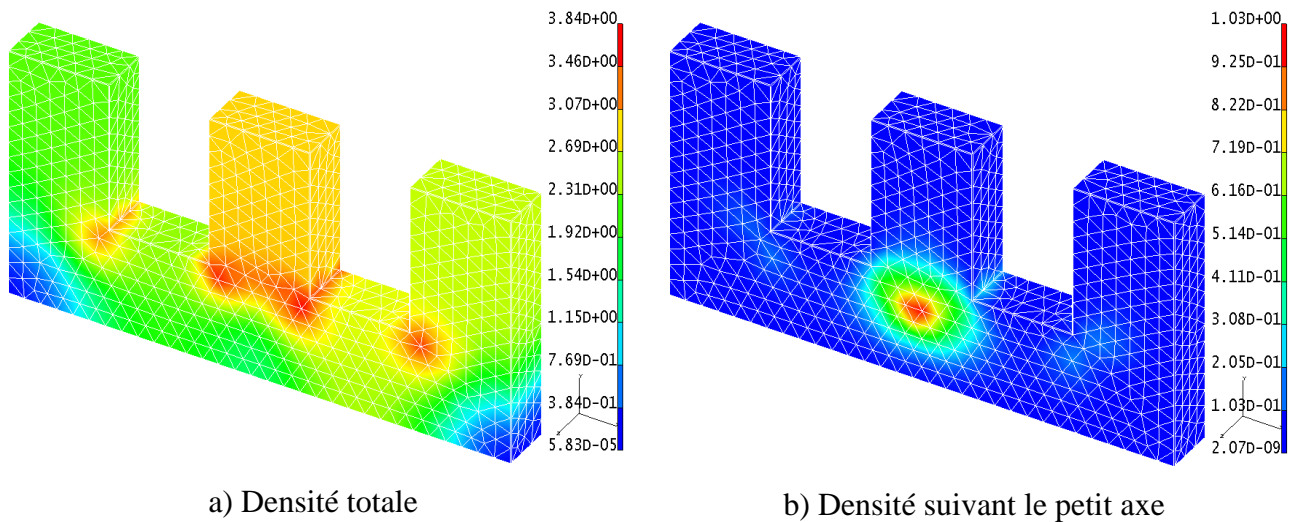 3.84D+00
3.46D+00
3.07D+00
2.69D+00
2.31D+00
1.92D+00
1.54D+00
1.15D+00
7.69D-01
3.84D-01
5.83D-05
y
z
a) Densité totale
1.03D+00
9.25D-01
8.22D-01
7.19D-01
6.16D-01
5.14D-01
4.11D-01
3.08D-01
2.05D-01
1.03D-01
2.07D-09
y
z
b) Densité suivant le petit axe